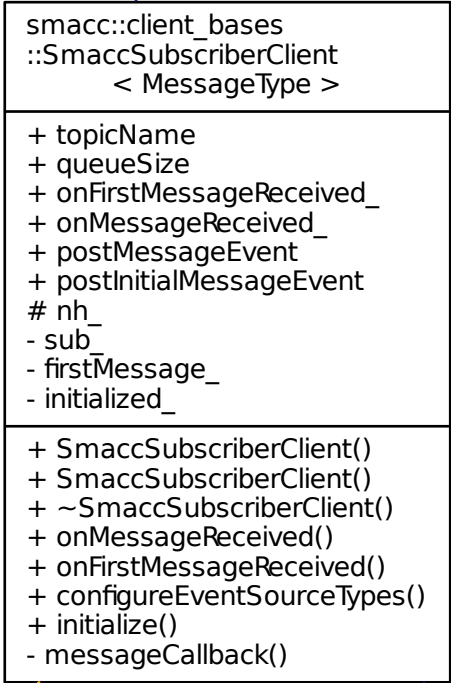 smacc::client_bases
::SmaccSubscriberClient
< MessageType >
+ topicName
+ queueSize
+ onFirstMessageReceived_
+ onMessageReceived_
+ postMessageEvent
+ postInitialMessageEvent
# nh_
- sub_
- firstMessage_
- initialized_
+ SmaccSubscriberClient()
+ SmaccSubscriberClient()
+ ~SmaccSubscriberClient()
+ onMessageReceived()
+ onFirstMessageReceived()
+ configureEventSourceTypes()
+ initialize()
- messageCallback()